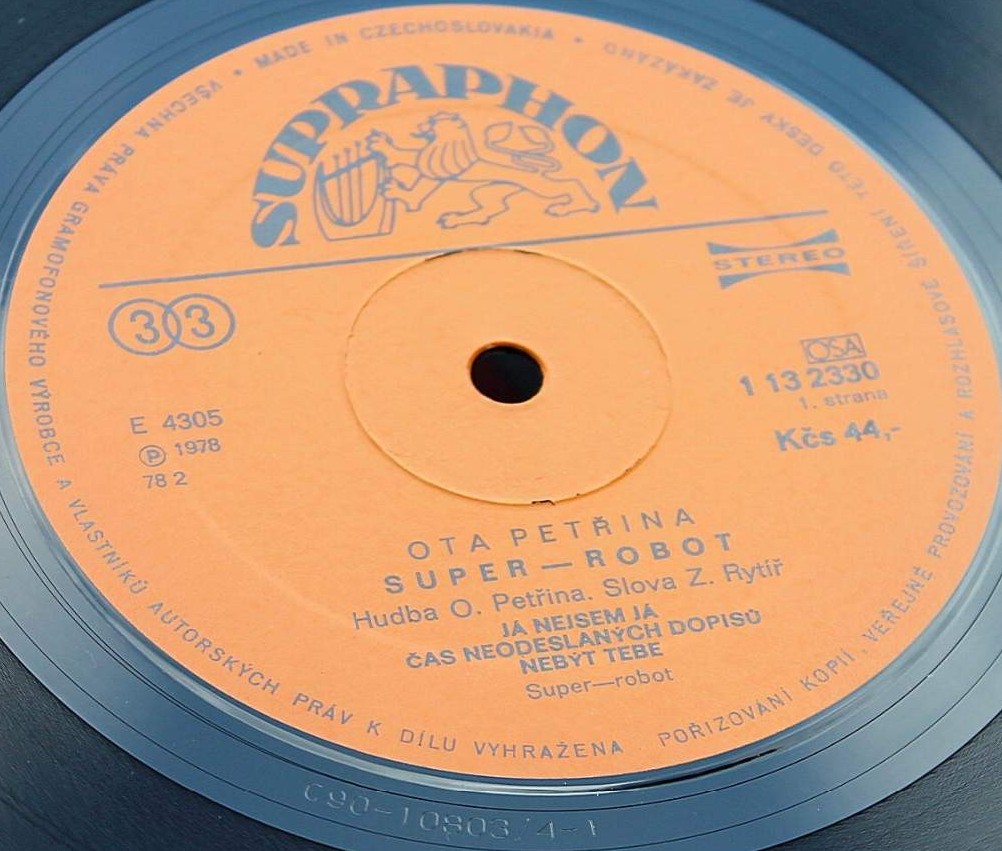 VŠECHNA PRÁVA GRAMOFONOVÉHO VÝROBCE A VLASTNÍKŮ AUTORSKÝCH PRÁV K DÍLU VYHRAŽENA
POŘIZOVÁNÍ KOPIÍ, VEŘEJNÉ PROVOZOVÁNÍ A ROZHLASOVÉ ŠÍŘENÍ TÉTO DESKY JE ZAKÁZÁNO
• MADE IN CZECHOSLOVAKIA •
SUPRAPHON
STEREO
33
OSA
1 13 2330
1. strana
Kčs 44,-
E 4305
Ⓟ 1978
78 2
OTA PETŘINA
SUPER—ROBOT
Hudba O. Petřina. Slova Z. Rytíř
JÁ NEJSEM JÁ
ČAS NEODESLANÝCH DOPISŮ
NEBÝT TEBE
Super—robot
C90-10803/4-1